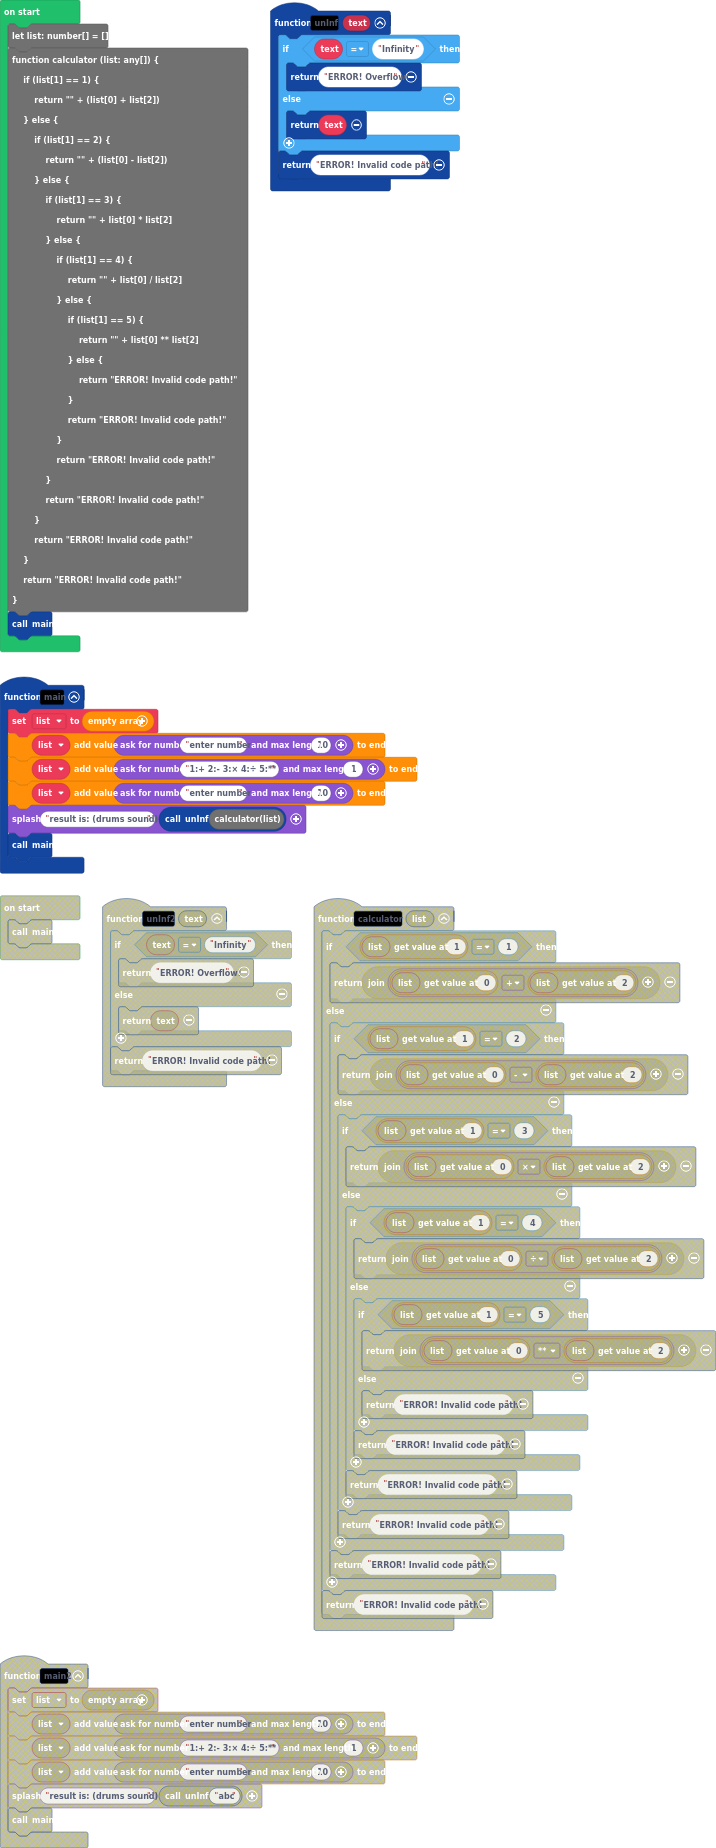 on start
let list: number[] = []
function calculator (list: any[]) {
if (list[1] == 1) {
return "" + (list[0] + list[2])
} else {
if (list[1] == 2) {
return "" + (list[0] - list[2])
} else {
if (list[1] == 3) {
return "" + list[0] * list[2]
} else {
if (list[1] == 4) {
return "" + list[0] / list[2]
} else {
if (list[1] == 5) {
return "" + list[0] ** list[2]
} else {
return "ERROR! Invalid code path!"
}
return "ERROR! Invalid code path!"
}
return "ERROR! Invalid code path!"
}
return "ERROR! Invalid code path!"
}
return "ERROR! Invalid code path!"
}
return "ERROR! Invalid code path!"
}
call main
function unInf text
if text = "Infinity" then
return "ERROR! Overflow
else
return text
return "ERROR! Invalid code pat
function main
set list to empty array
list add value ask for numb "enter number and max leng 10 to end
list add value ask for numb "1:+ 2:- 3:× 4:÷ 5:**" and max leng 1 to end
list add value ask for numb "enter number and max leng 10 to end
splash "result is: (drums sound) call unInf calculator(list)
call main
on start
call main
function unInf2 text
if text = "Infinity" then
return "ERROR! Overflow
else
return text
return "ERROR! Invalid code path!
function calculator list
if list get value at 1 = 1 then
return join list get value at 0 + list get value at 2
else
if list get value at 1 = 2 then
return join list get value at 0 - list get value at 2
else
if list get value at 1 = 3 then
return join list get value at 0 × list get value at 2
else
if list get value at 1 = 4 then
return join list get value at 0 ÷ list get value at 2
else
if list get value at 1 = 5 then
return join list get value at 0 ** list get value at 2
else
return "ERROR! Invalid code path!
return "ERROR! Invalid code path!
return "ERROR! Invalid code path!
return "ERROR! Invalid code path!
return "ERROR! Invalid code path!
return "ERROR! Invalid code path!
function main2
set list to empty array
list add value ask for numb "enter number and max leng 10 to end
list add value ask for numb "1:+ 2:- 3:× 4:÷ 5:**" and max leng 1 to end
list add value ask for numb "enter number and max leng 10 to end
splash "result is: (drums sound) call unInf "abc"
call main